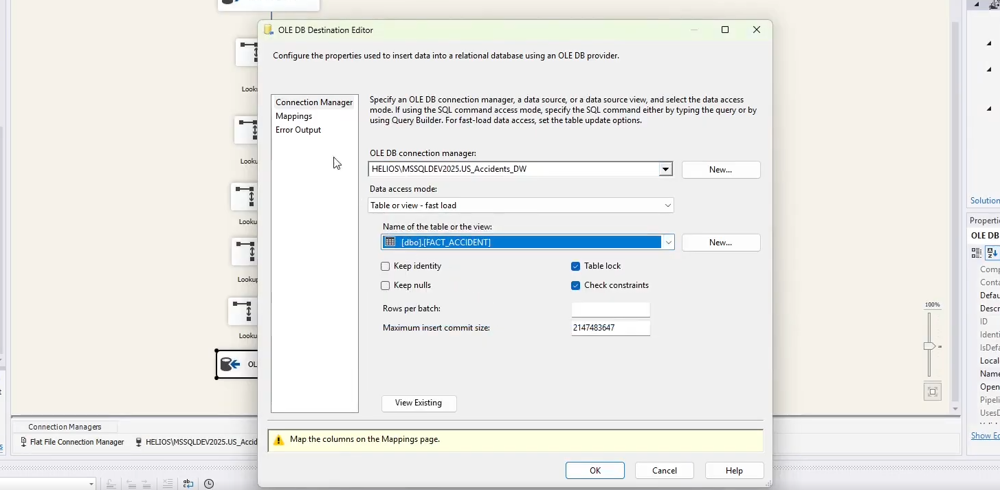 OLE DB Destination Editor
Configure the properties used to insert data into a relational database using an OLE DB provider.
Connection Manager
Mappings
Error Output
Specify an OLE DB connection manager, a data source, or a data source view, and select the data access
mode. If using the SQL command access mode, specify the SQL command either by typing the query or by
using Query Builder. For fast-load data access, set the table update options.
OLE DB connection manager:
HELIOS\MSSQLDEV2025.US_Accidents_DW
New...
Data access mode:
Table or view - fast load
Name of the table or the view:
[dbo].[FACT_ACCIDENT]
New...
Keep identity
Table lock
Keep nulls
Check constraints
Rows per batch:
Maximum insert commit size:
2147483647
View Existing
Map the columns on the Mappings page.
OK
Cancel
Help
Looku
Looku
Looku
Lookup
Looku
OL
100%
Connection Managers
Flat File Connection Manager
HELIOS\MSSQLDEV2025.US_Accid
Solution
Properti
OLE DB
Comp
Conta
Defau
Descr
ID
Identi
IsDefa
Local
Name
Open
Pipeli
UsesD
Show Ed